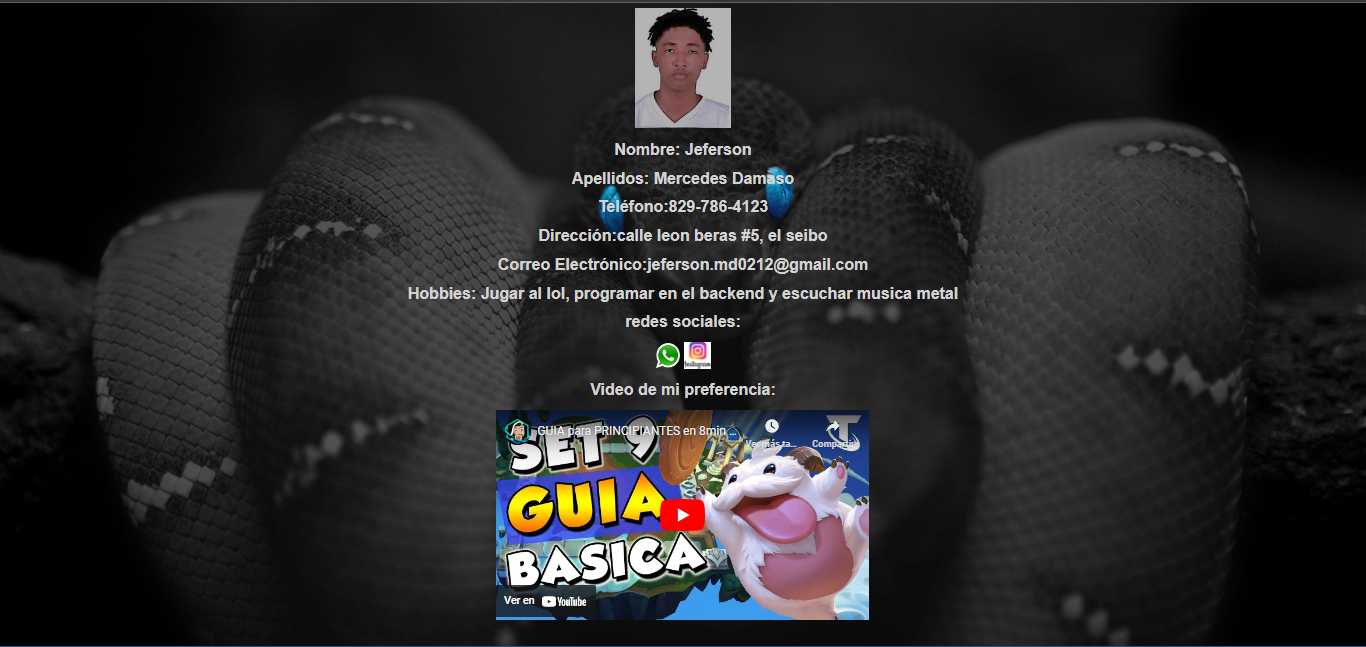 Nombre: Jeferson
Apellidos: Mercedes Damaso
Teléfono:829-786-4123
Dirección:calle leon beras #5, el seibo
Correo Electrónico:jeferson.md0212@gmail.com
Hobbies: Jugar al lol, programar en el backend y escuchar musica metal
redes sociales:
Instagram
Video de mi preferencia:
GUIA para PRINCIPIANTES en 8min ...
Ver más ta...
Compartir
SET 9
GUIA
BASICA
Ver en YouTube